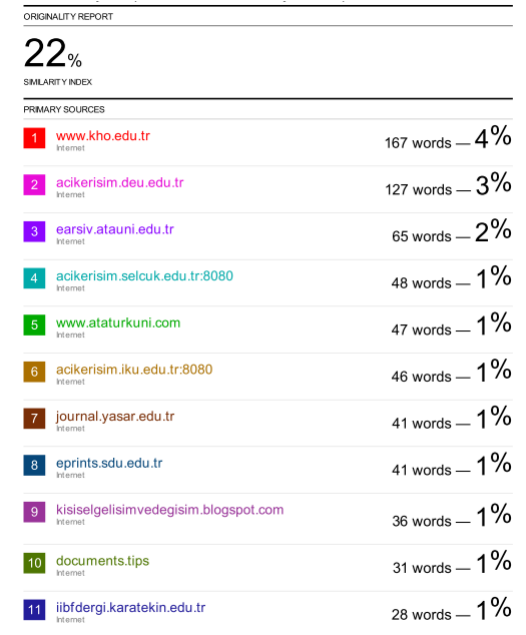 ORIGINALITY REPORT
22%
SIMILARITY INDEX
PRIMARY SOURCES
1 www.kho.edu.tr 167 words — 4%
Internet
2 acikerisim.deu.edu.tr 127 words — 3%
Internet
3 earsiv.atauni.edu.tr 65 words — 2%
Internet
4 acikerisim.selcuk.edu.tr:8080 48 words — 1%
Internet
5 www.ataturkuni.com 47 words — 1%
Internet
6 acikerisim.iku.edu.tr:8080 46 words — 1%
Internet
7 journal.yasar.edu.tr 41 words — 1%
Internet
8 eprints.sdu.edu.tr 41 words — 1%
Internet
9 kisiselgelisimvedegisim.blogspot.com 36 words — 1%
Internet
10 documents.tips 31 words — 1%
Internet
11 iibfdergi.karatekin.edu.tr 28 words — 1%
Internet